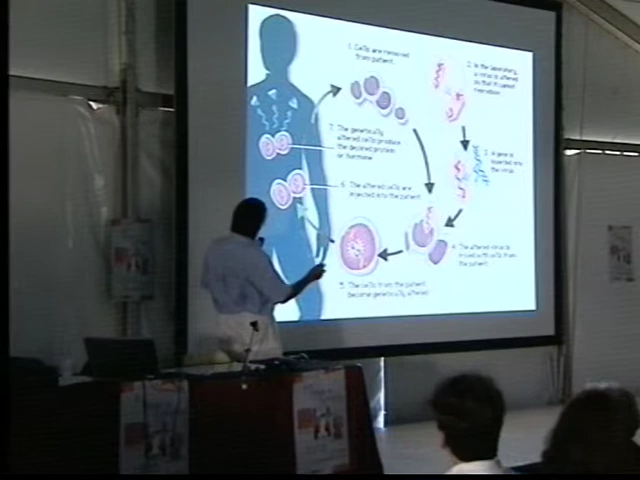 1. Cells are removed
from patient.
2. In the laboratory,
a virus is altered
so that it cannot
reproduce
3. A gene is
inserted into
the virus.
7. The genetically
altered cells produce
the desired protein
or hormone
6. The altered cells are
injected into the patient
4. The altered virus is
mixed with cells from
the patient
5. The cells from the patient
become genetically altered